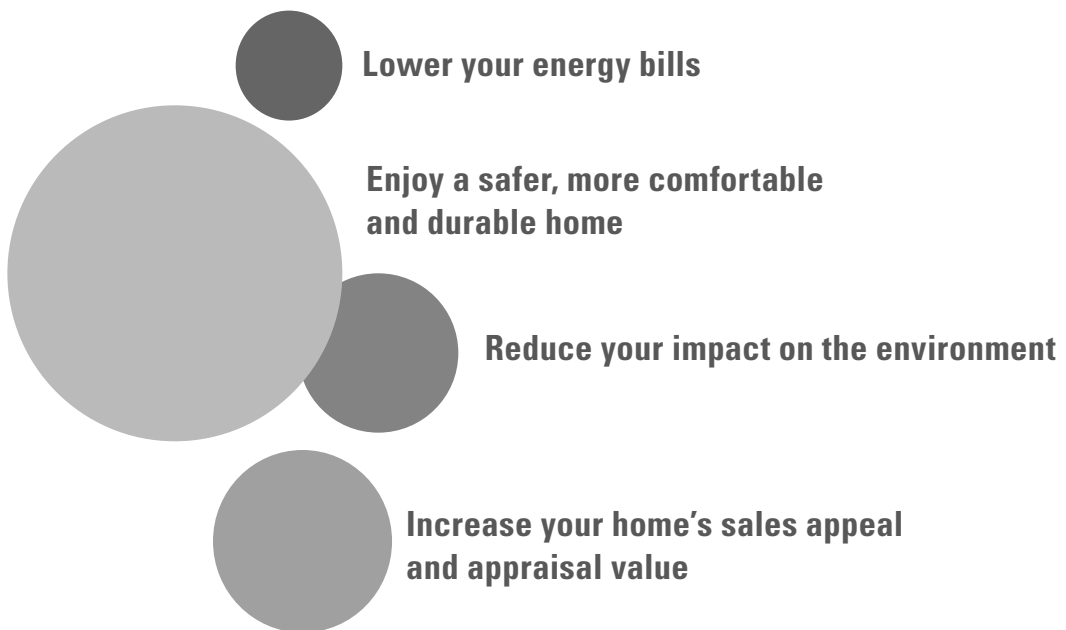 Lower your energy bills
Enjoy a safer, more comfortable
and durable home
Reduce your impact on the environment
Increase your home’s sales appeal
and appraisal value